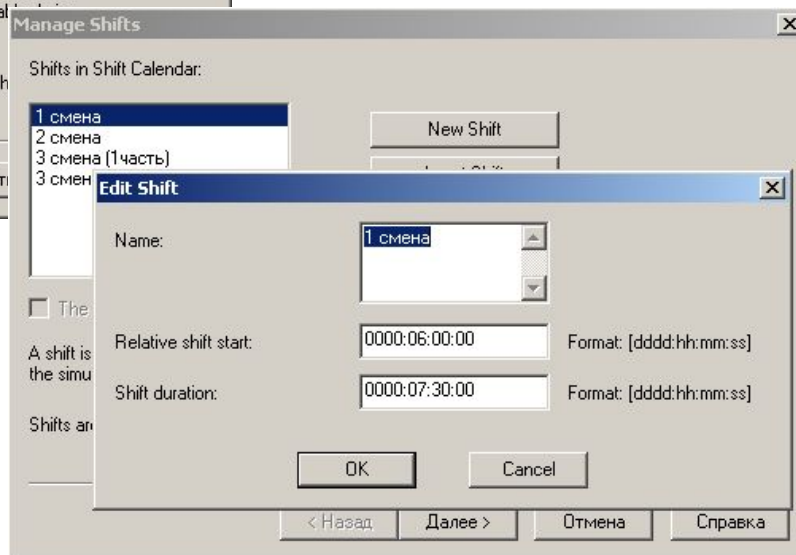 Manage Shifts
Shifts in Shift Calendar:
1 смена
2 смена
3 смена (1часть)
3 смен
New Shift
Edit Shift
Name:
1 смена
The
Relative shift start:
0000:06:00:00
Format: [dddd:hh:mm:ss]
A shift is
the simu
Shift duration:
0000:07:30:00
Format: [dddd:hh:mm:ss]
Shifts are
OK
Cancel
< Назад
Далее >
Отмена
Справка